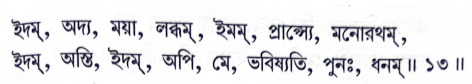 ইদম্, অদ্য, ময়া, লব্ধম্, ইমম্, প্রাপ্স্যে, মনোরথম্,
ইদম্, অস্তি, ইদম্, অপি, মে, ভবিষ্যতি, পুনঃ, ধনম্॥ ১৩॥